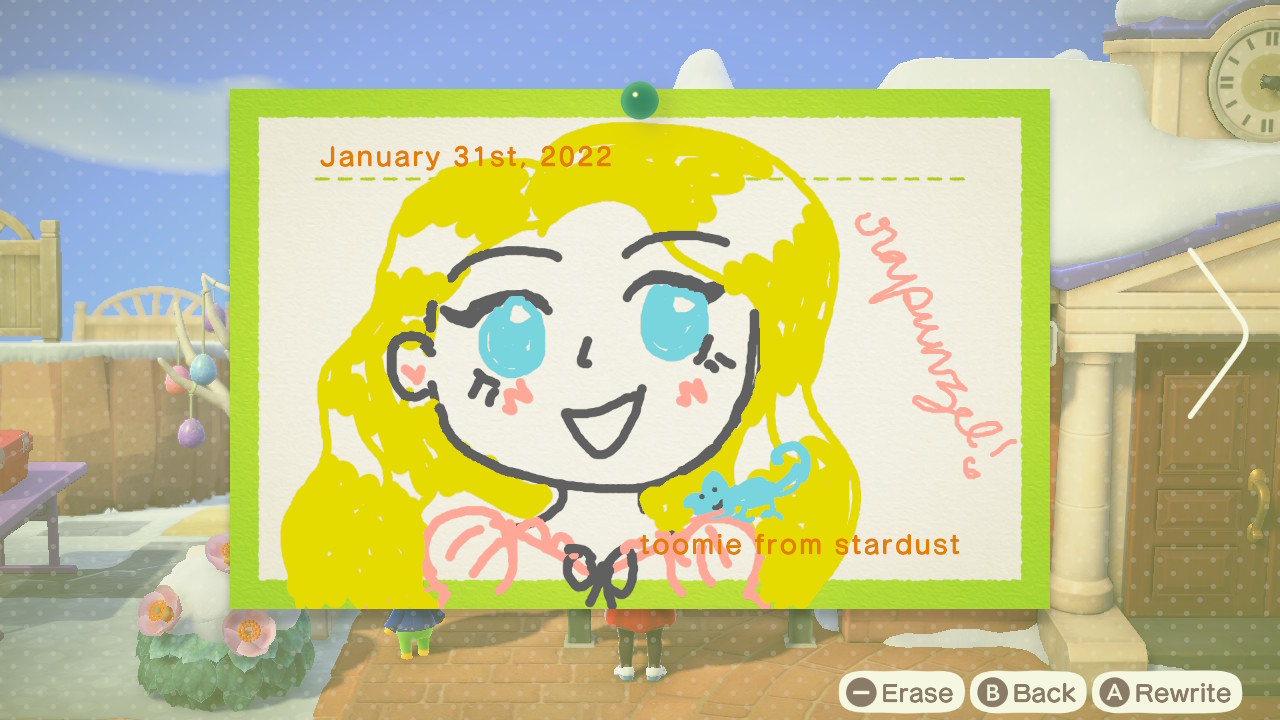 January 31st, 2022
rapunzel!
toomie from stardust
Erase
B Back
A Rewrite